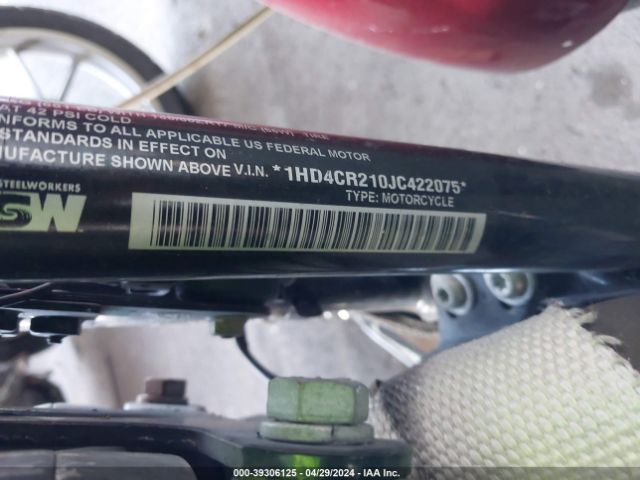 AT 42 PSI COLD
NFORMS TO ALL APPLICABLE US FEDERAL MOTOR
STANDARDS IN EFFECT ON
NUFACTURE SHOWN ABOVE V.I.N. *1HD4CR210JC422075*
TYPE: MOTORCYCLE
STEELWORKERS
SW
000-39306125 - 04/29/2024 - IAA Inc.